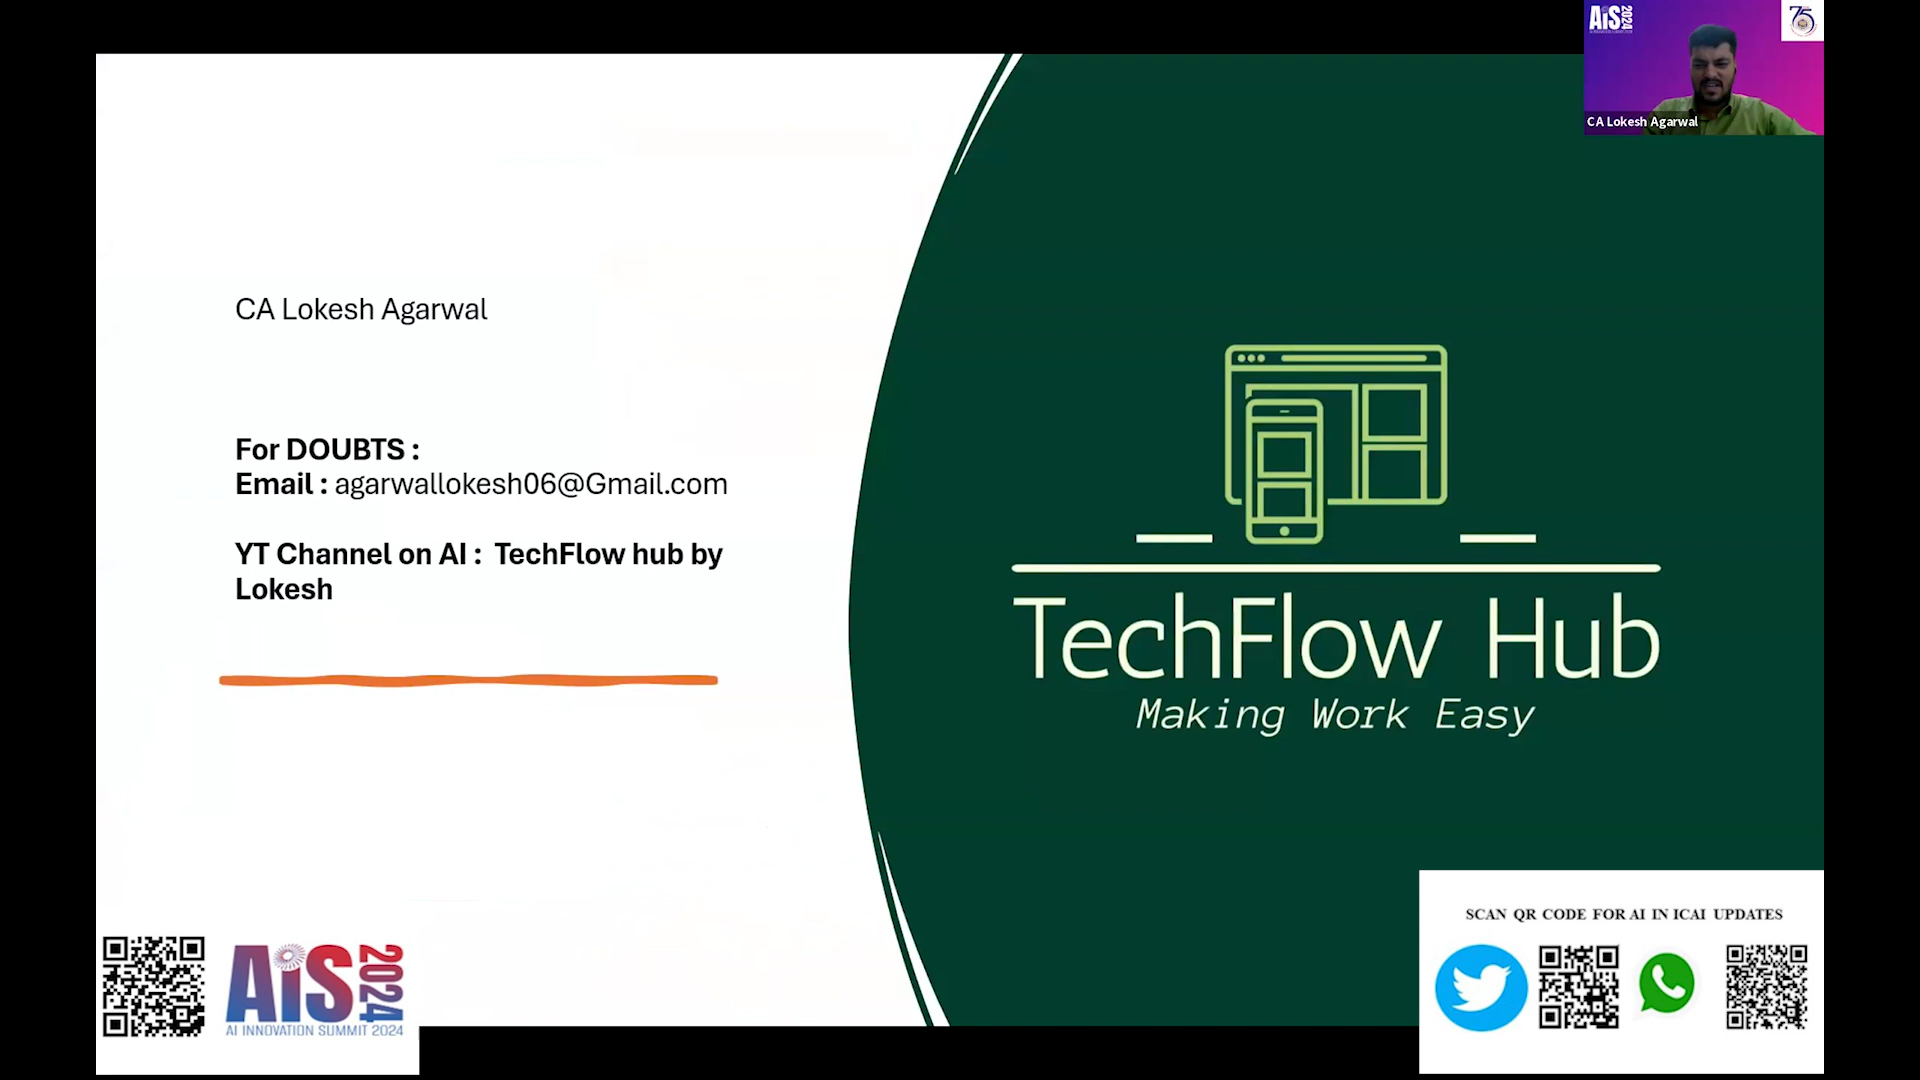 AiS 2024
75
CA Lokesh Agarwal
CA Lokesh Agarwal
For DOUBTS :
Email : agarwallokesh06@Gmail.com
YT Channel on AI : TechFlow hub by
Lokesh
TechFlow Hub
Making Work Easy
AiS 2024
AI INNOVATION SUMMIT 2024
SCAN QR CODE FOR AI IN ICAI UPDATES